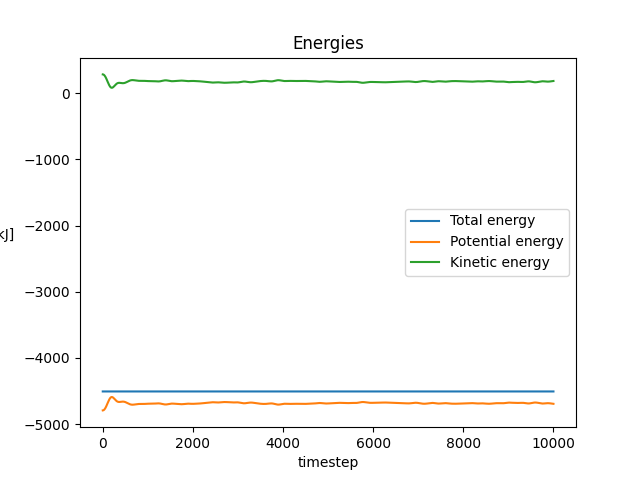 Energies
0
−1000
−2000
−3000
−4000
−5000
kJ]
Total energy
Potential energy
Kinetic energy
0 2000 4000 6000 8000 10000
timestep